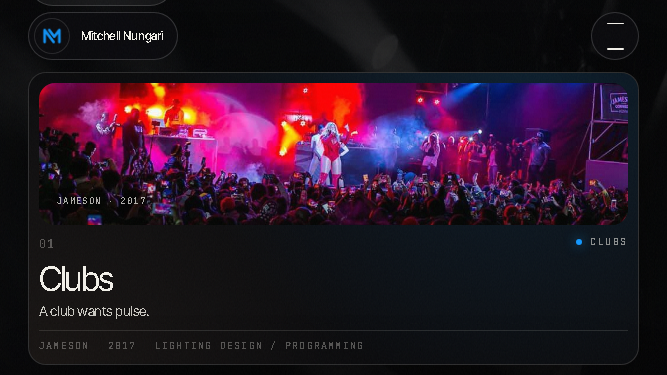 Mitchell Nungari
JAMESON · 2017
01
CLUBS
Clubs
A club wants pulse.
JAMESON 2017 LIGHTING DESIGN / PROGRAMMING